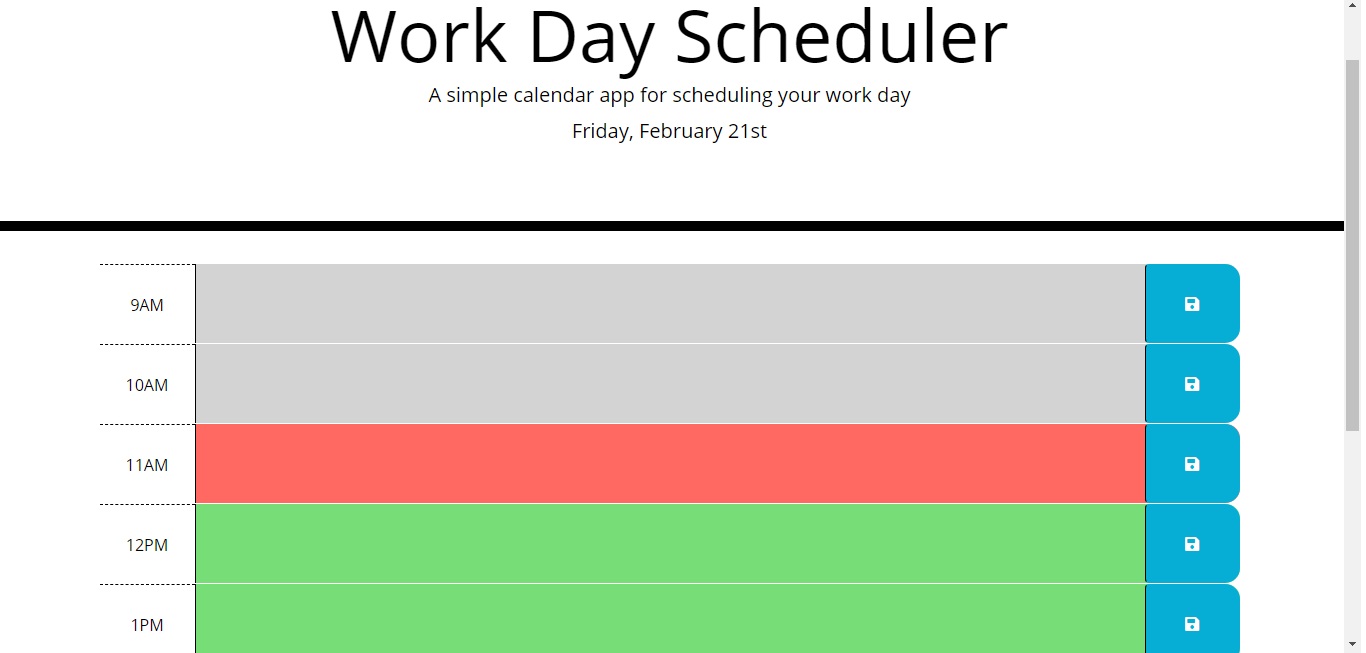 Work Day Scheduler
A simple calendar app for scheduling your work day
Friday, February 21st
9AM
10AM
11AM
12PM
1PM